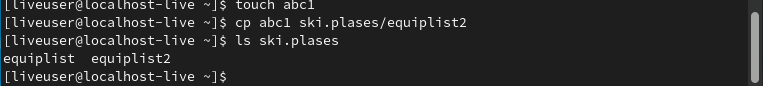 [liveuser@localhost-live ~]$ touch abc1
[liveuser@localhost-live ~]$ cp abc1 ski.plases/equiplist2
[liveuser@localhost-live ~]$ ls ski.plases
equiplist  equiplist2
[liveuser@localhost-live ~]$